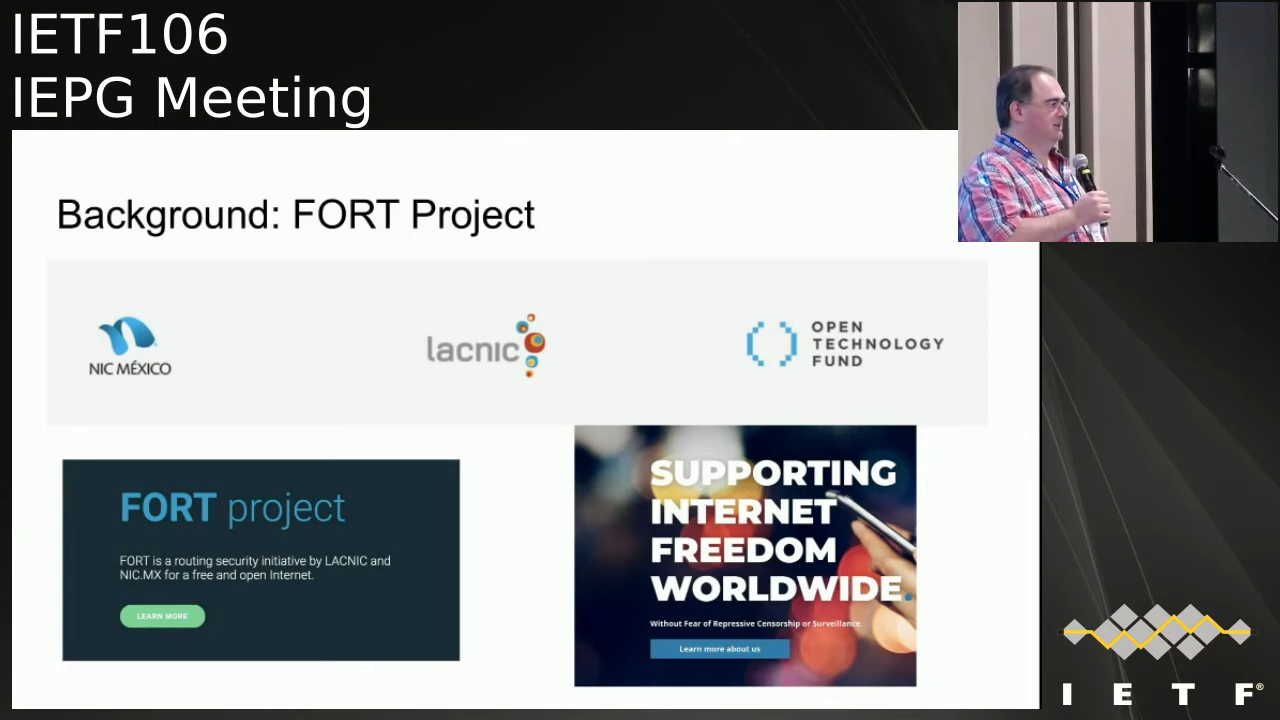 IETF106
IEPG Meeting
Background: FORT Project
NIC MÉXICO
lacnic
OPEN
TECHNOLOGY
FUND
FORT project
FORT is a routing security initiative by LACNIC and
NIC.MX for a free and open Internet.
LEARN MORE
SUPPORTING
INTERNET
FREEDOM
WORLDWIDE.
Without Fear of Repressive Censorship or Surveillance.
Learn more about us
I E T F®